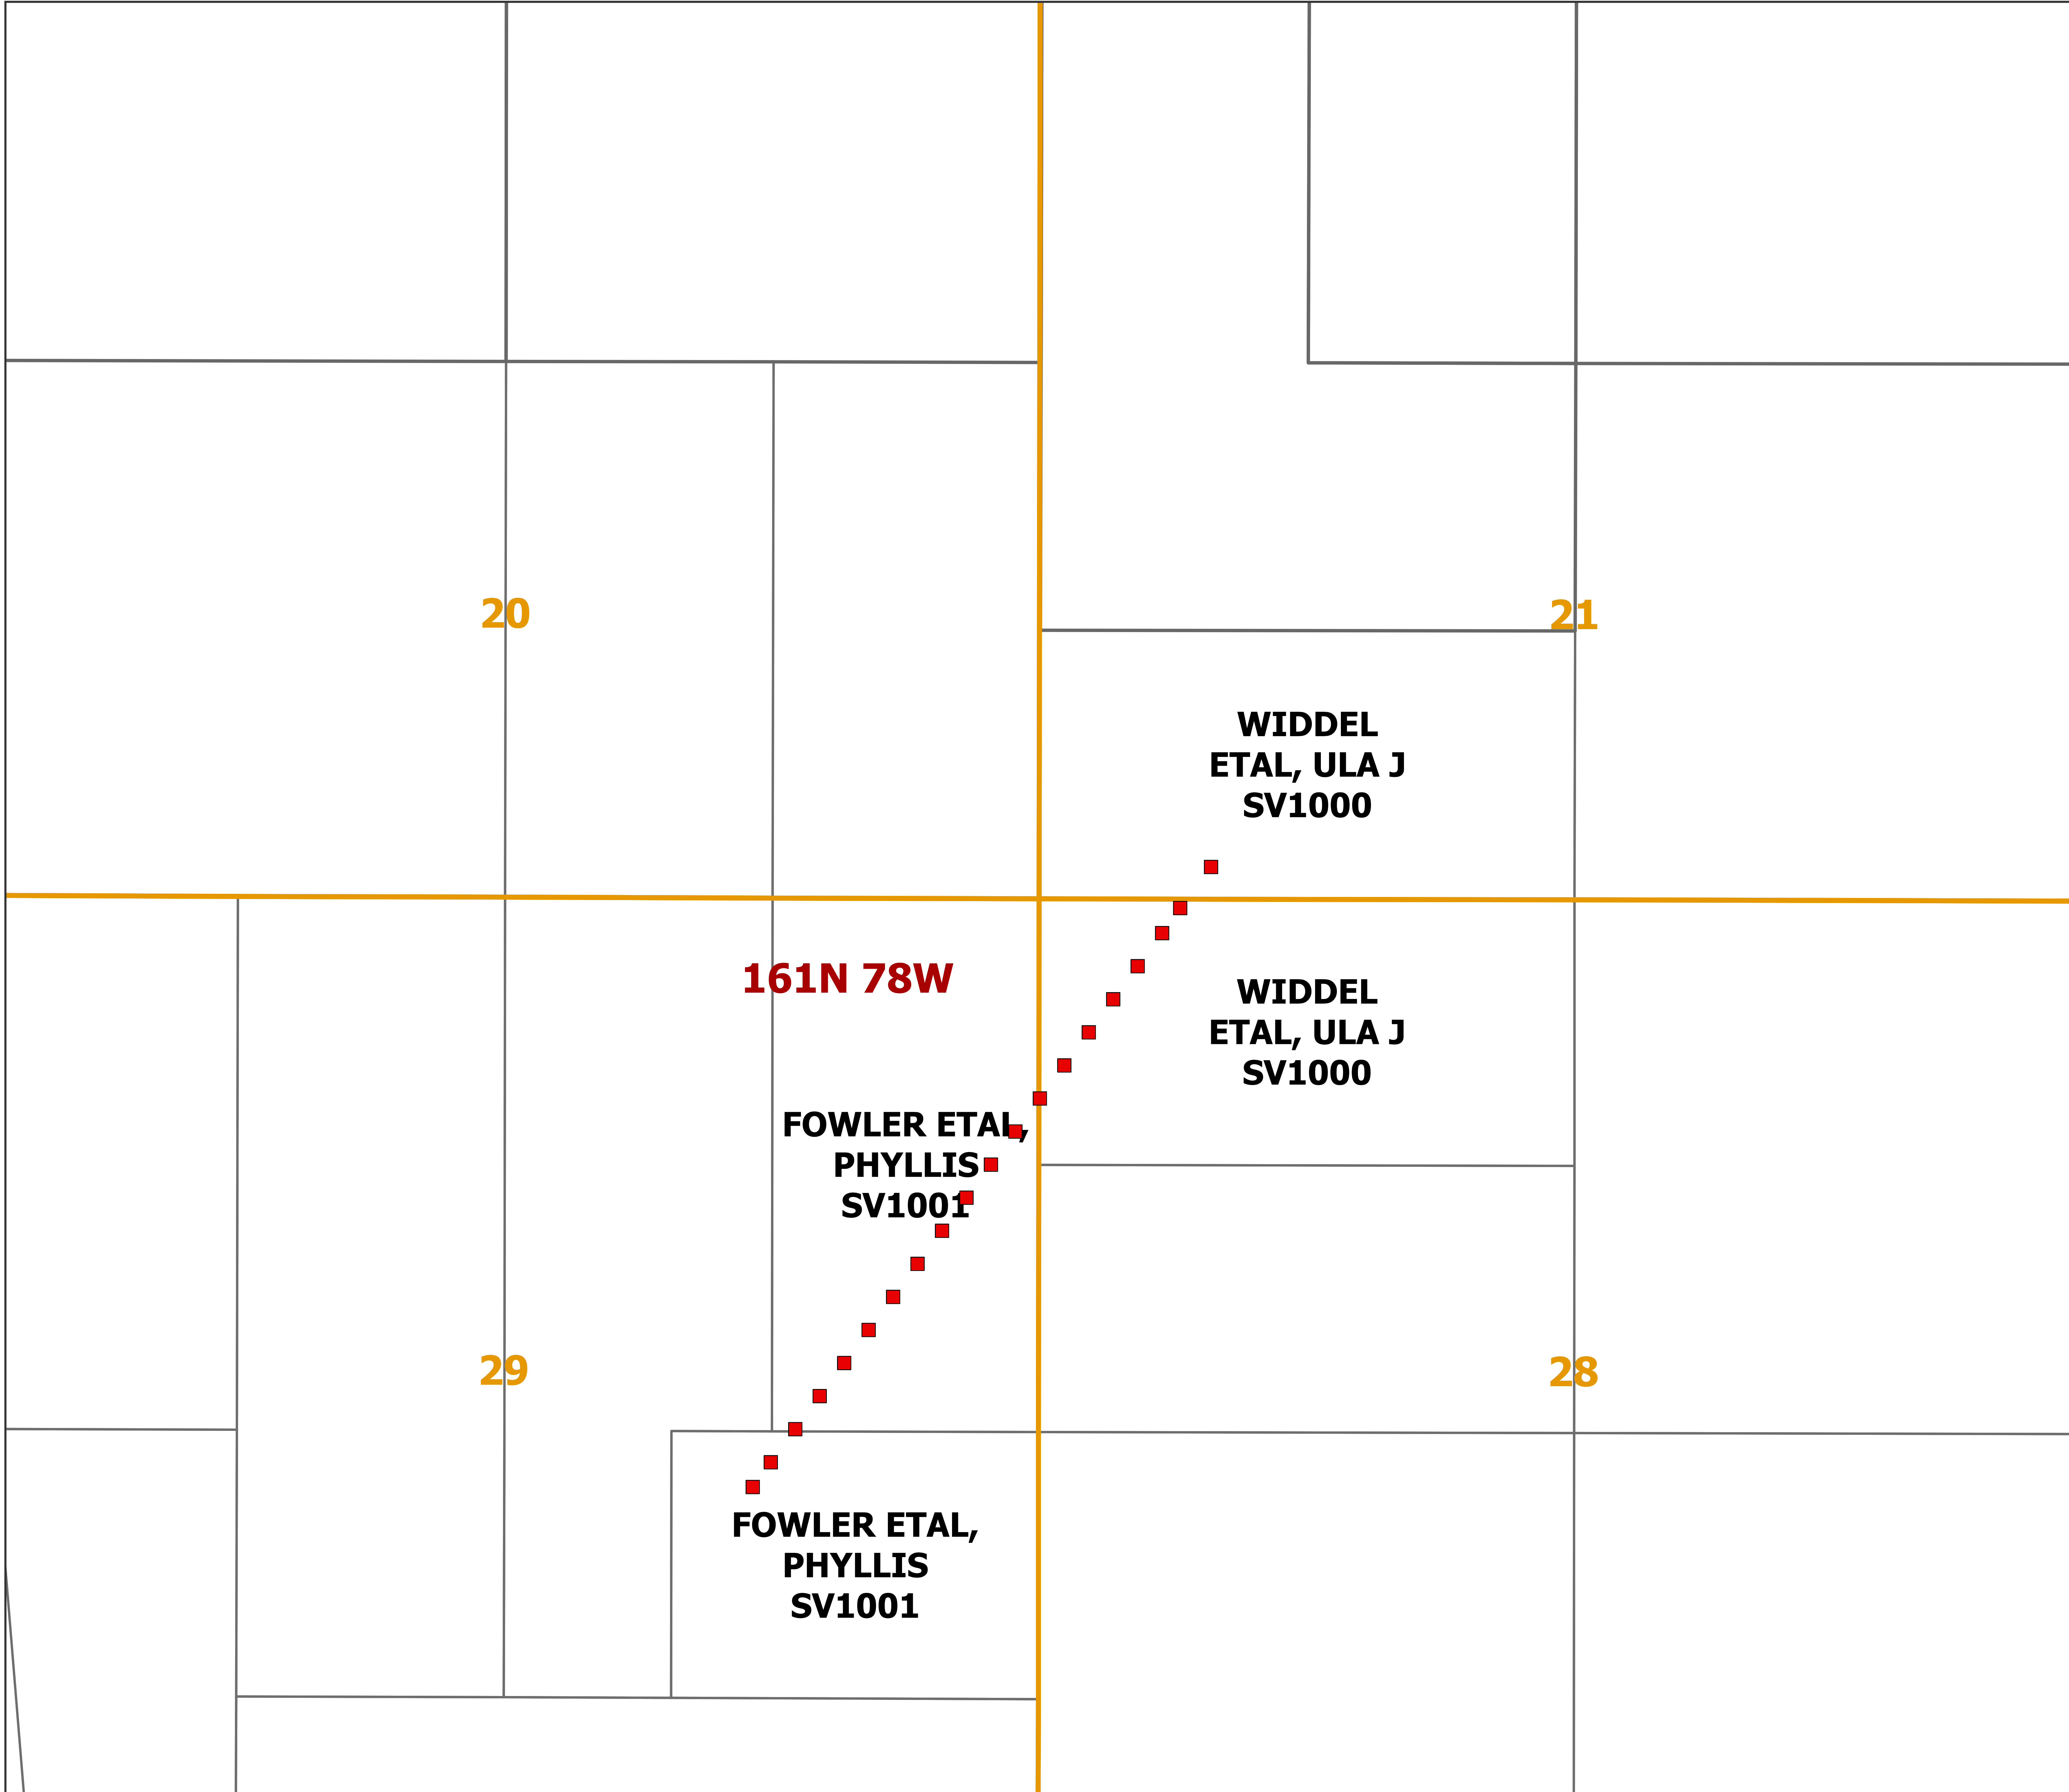 20
21
WIDDEL
ETAL, ULA J
SV1000
161N 78W
WIDDEL
ETAL, ULA J
SV1000
FOWLER ETAL,
PHYLLIS
SV1001
29
28
FOWLER ETAL,
PHYLLIS
SV1001